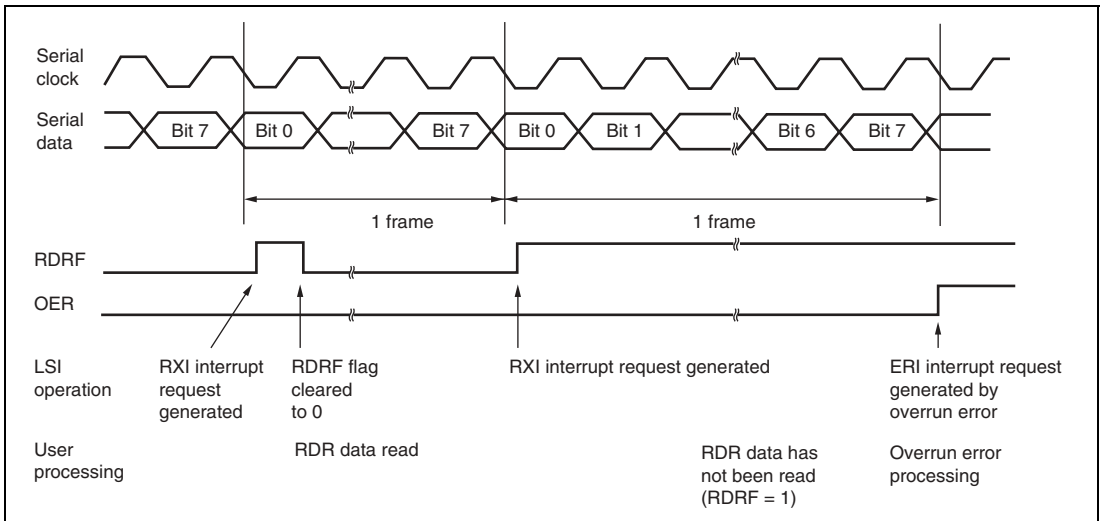 Serial
clock
Serial
data
Bit 7
Bit 0
Bit 7
Bit 0
Bit 1
Bit 6
Bit 7
1 frame
1 frame
RDRF
OER
LSI
operation
RXI interrupt
request
generated
RDRF flag
cleared
to 0
RXI interrupt request generated
ERI interrupt request
generated by
overrun error
User
processing
RDR data read
RDR data has
not been read
(RDRF = 1)
Overrun error
processing